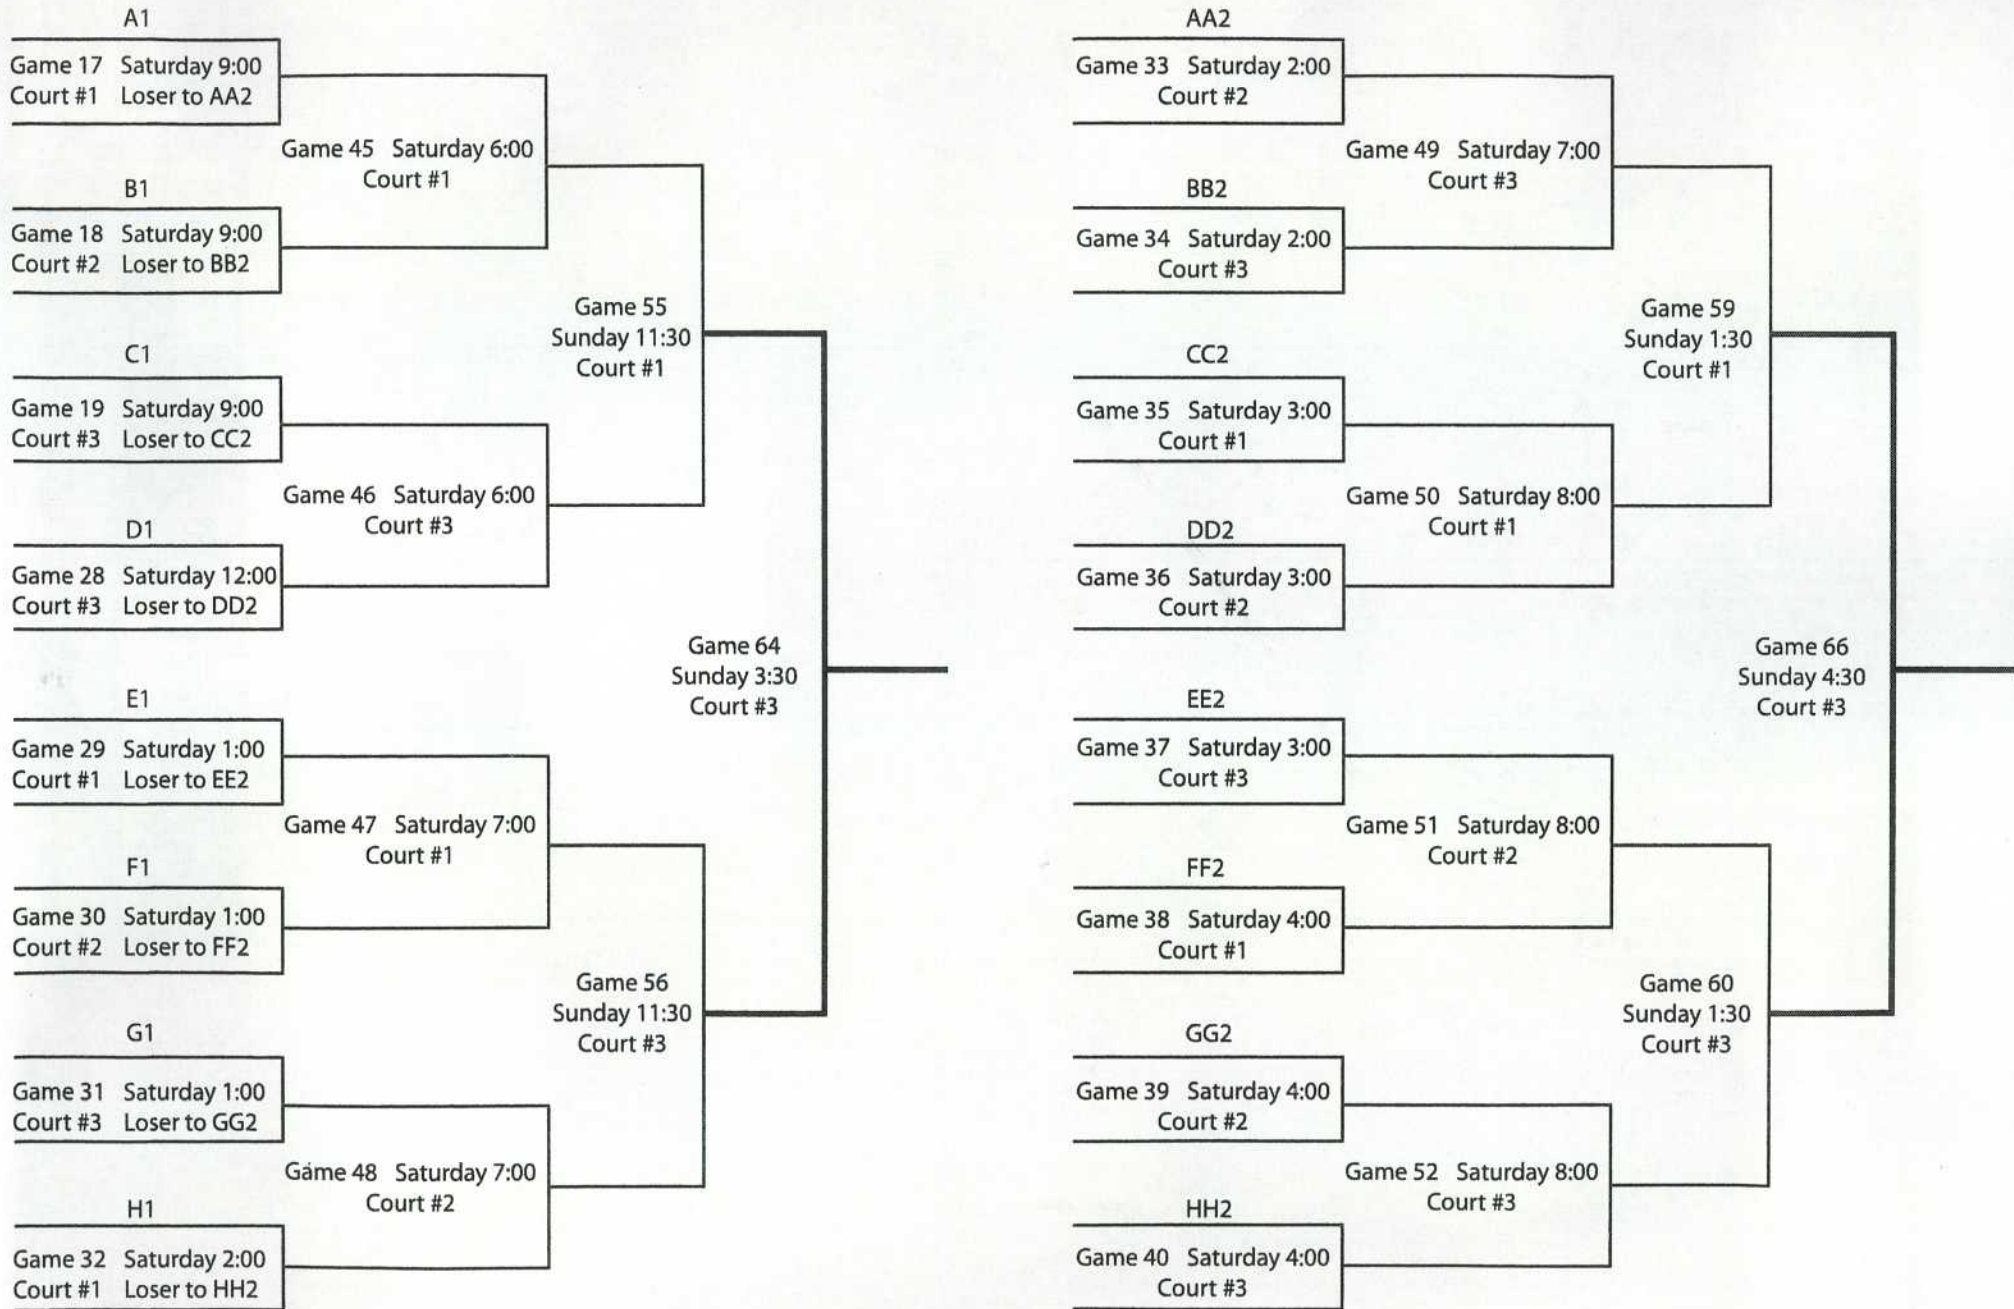 A1
Game 17 Saturday 9:00
Court #1 Loser to AA2
Game 45 Saturday 6:00
Court #1
B1
Game 18 Saturday 9:00
Court #2 Loser to BB2
Game 55
Sunday 11:30
Court #1
C1
Game 19 Saturday 9:00
Court #3 Loser to CC2
Game 46 Saturday 6:00
Court #3
D1
Game 28 Saturday 12:00
Court #3 Loser to DD2
Game 64
Sunday 3:30
Court #3
E1
Game 29 Saturday 1:00
Court #1 Loser to EE2
Game 47 Saturday 7:00
Court #1
F1
Game 30 Saturday 1:00
Court #2 Loser to FF2
Game 56
Sunday 11:30
Court #3
G1
Game 31 Saturday 1:00
Court #3 Loser to GG2
Game 48 Saturday 7:00
Court #2
H1
Game 32 Saturday 2:00
Court #1 Loser to HH2
AA2
Game 33 Saturday 2:00
Court #2
Game 49 Saturday 7:00
Court #3
BB2
Game 34 Saturday 2:00
Court #3
Game 59
Sunday 1:30
Court #1
CC2
Game 35 Saturday 3:00
Court #1
Game 50 Saturday 8:00
Court #1
DD2
Game 36 Saturday 3:00
Court #2
Game 66
Sunday 4:30
Court #3
EE2
Game 37 Saturday 3:00
Court #3
Game 51 Saturday 8:00
Court #2
FF2
Game 38 Saturday 4:00
Court #1
Game 60
Sunday 1:30
Court #3
GG2
Game 39 Saturday 4:00
Court #2
Game 52 Saturday 8:00
Court #3
HH2
Game 40 Saturday 4:00
Court #3